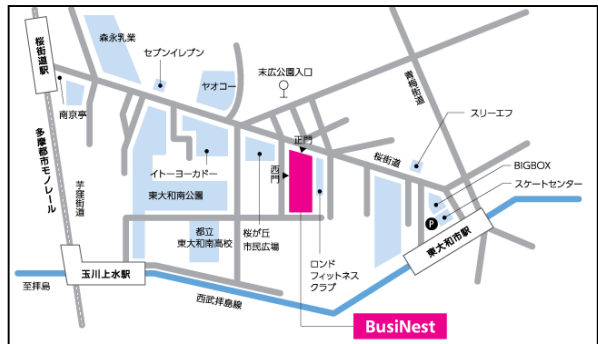 森永乳業
セブンイレブン
桜街道駅
ヤオコー
末広公園入口
青梅街道
南京亭
スリーエフ
正門
桜街道
多摩都市モノレール
芋窪街道
イトーヨーカドー
西門
BIGBOX
スケートセンター
東大和南公園
P
都立
東大和南高校
桜が丘
市民広場
ロンド
フィットネス
クラブ
東大和市駅
玉川上水駅
至拝島
西武拝島線
BusiNest